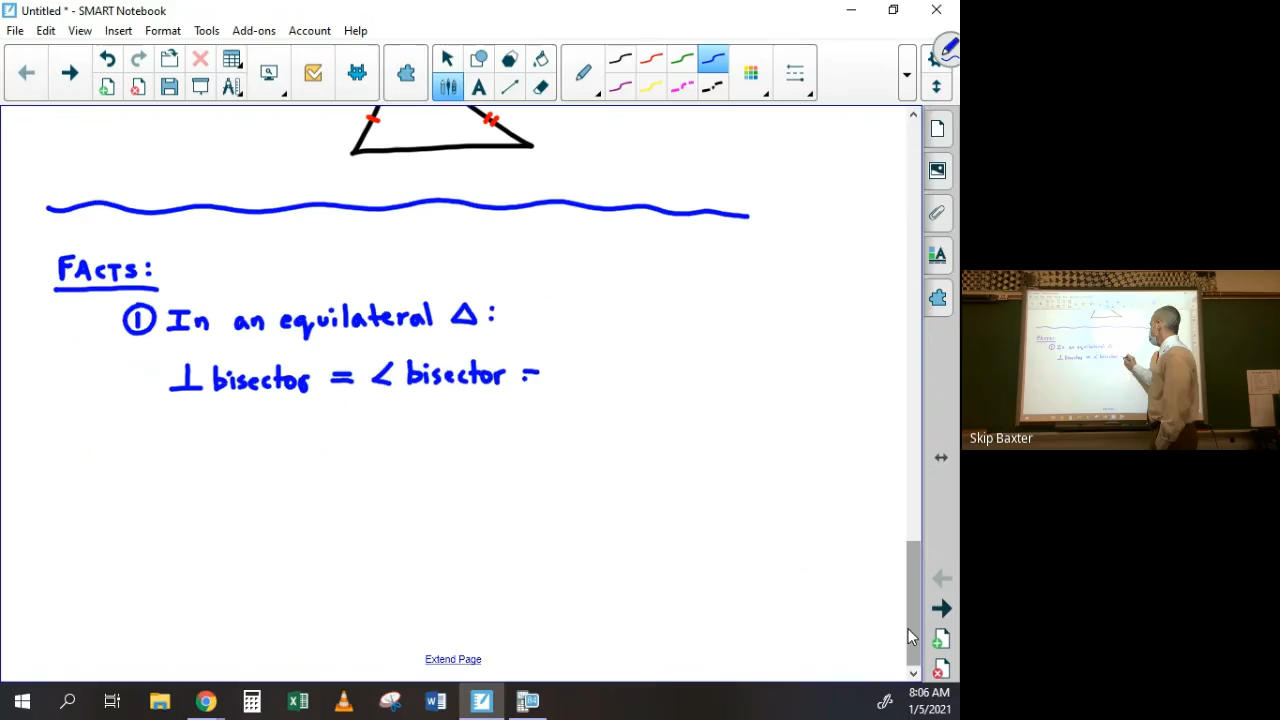 Untitled * - SMART Notebook
File Edit View Insert Format Tools Add-ons Account Help
FACTS:
① In an equilateral △:
⊥ bisector = ∠ bisector =
Extend Page
Skip Baxter
8:06 AM
1/5/2021